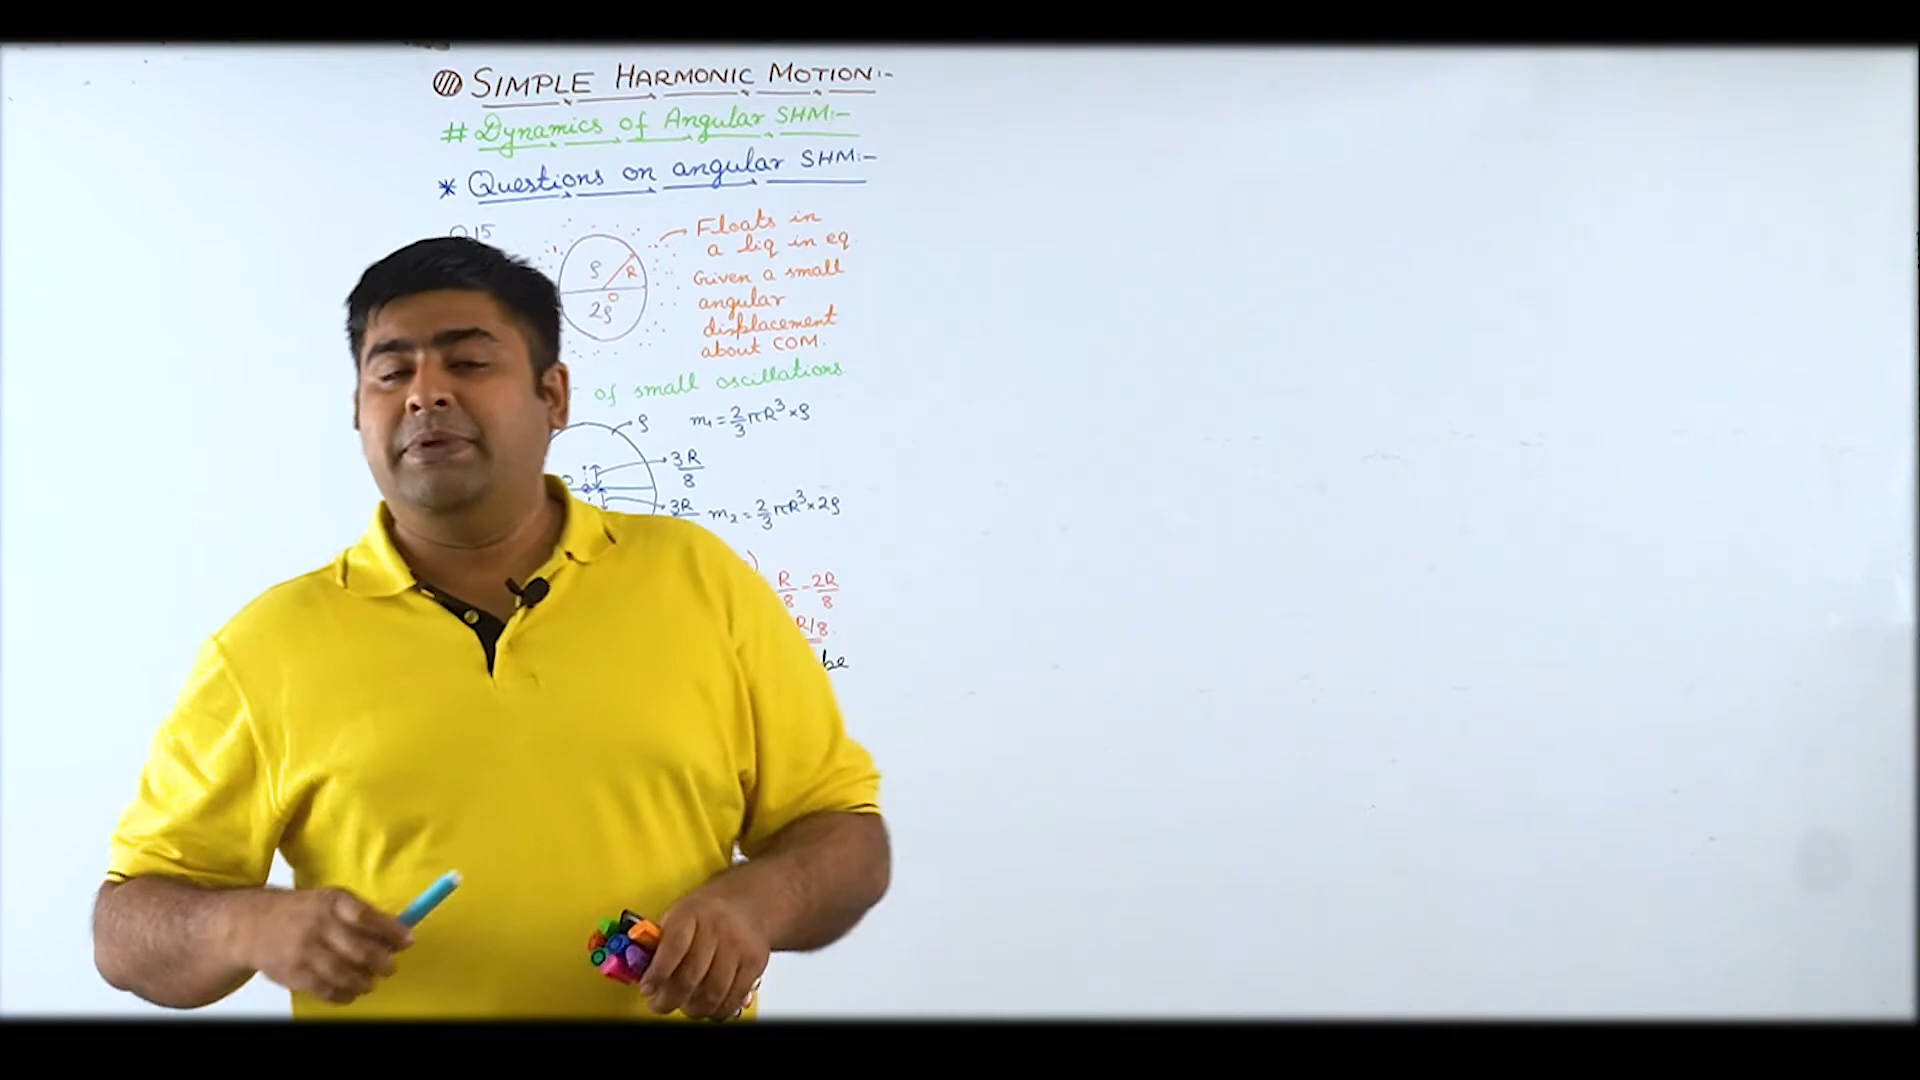 SIMPLE HARMONIC MOTION:-
# Dynamics of Angular SHM:-
* Questions on angular SHM:-
Q15
Floats in
a liq in eq.
Given a small
angular
displacement
about COM.
ρ
R
O
2ρ
of small oscillations
ρ
m₁ = 2/3 πR³ × ρ
3R/8
3R
m₂ = 2/3 πR³ × 2ρ
R/8 - 2R/8
R/8.
be